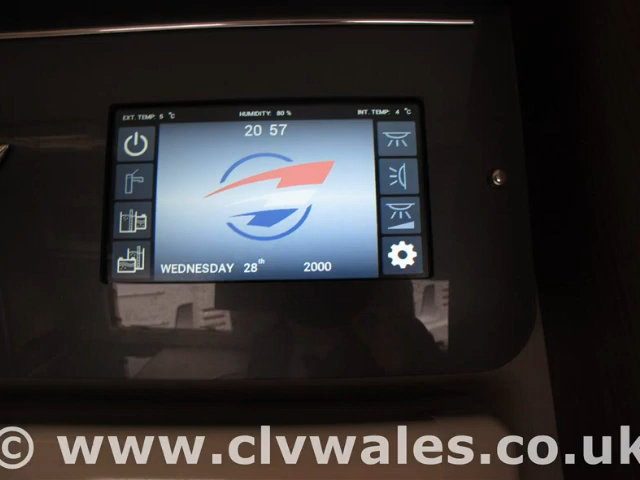 EXT. TEMP: 5 °C HUMIDITY: 80 % INT. TEMP: 4 °C
20 57
WEDNESDAY 28th 2000
© www.clvwales.co.uk